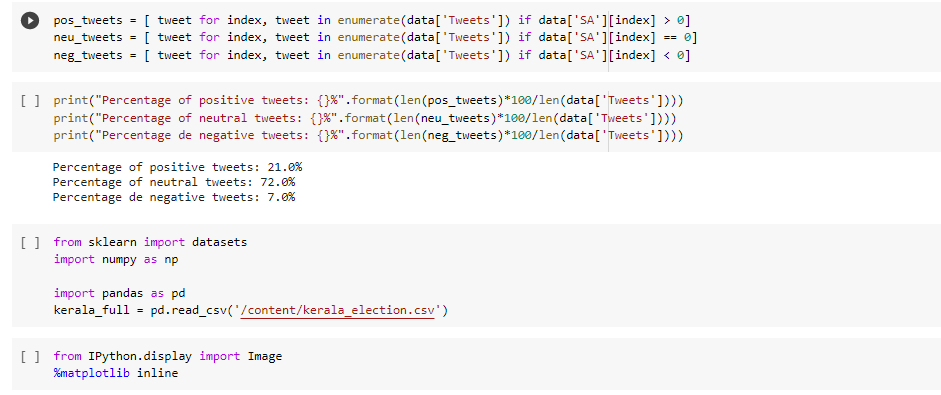 pos_tweets = [ tweet for index, tweet in enumerate(data['Tweets']) if data['SA'][index] > 0]
neu_tweets = [ tweet for index, tweet in enumerate(data['Tweets']) if data['SA'][index] == 0]
neg_tweets = [ tweet for index, tweet in enumerate(data['Tweets']) if data['SA'][index] < 0]
[ ] print("Percentage of positive tweets: {}%".format(len(pos_tweets)*100/len(data['Tweets'])))
print("Percentage of neutral tweets: {}%".format(len(neu_tweets)*100/len(data['Tweets'])))
print("Percentage de negative tweets: {}%".format(len(neg_tweets)*100/len(data['Tweets'])))
Percentage of positive tweets: 21.0%
Percentage of neutral tweets: 72.0%
Percentage de negative tweets: 7.0%
[ ] from sklearn import datasets
import numpy as np
import pandas as pd
kerala_full = pd.read_csv('/content/kerala_election.csv')
[ ] from IPython.display import Image
%matplotlib inline